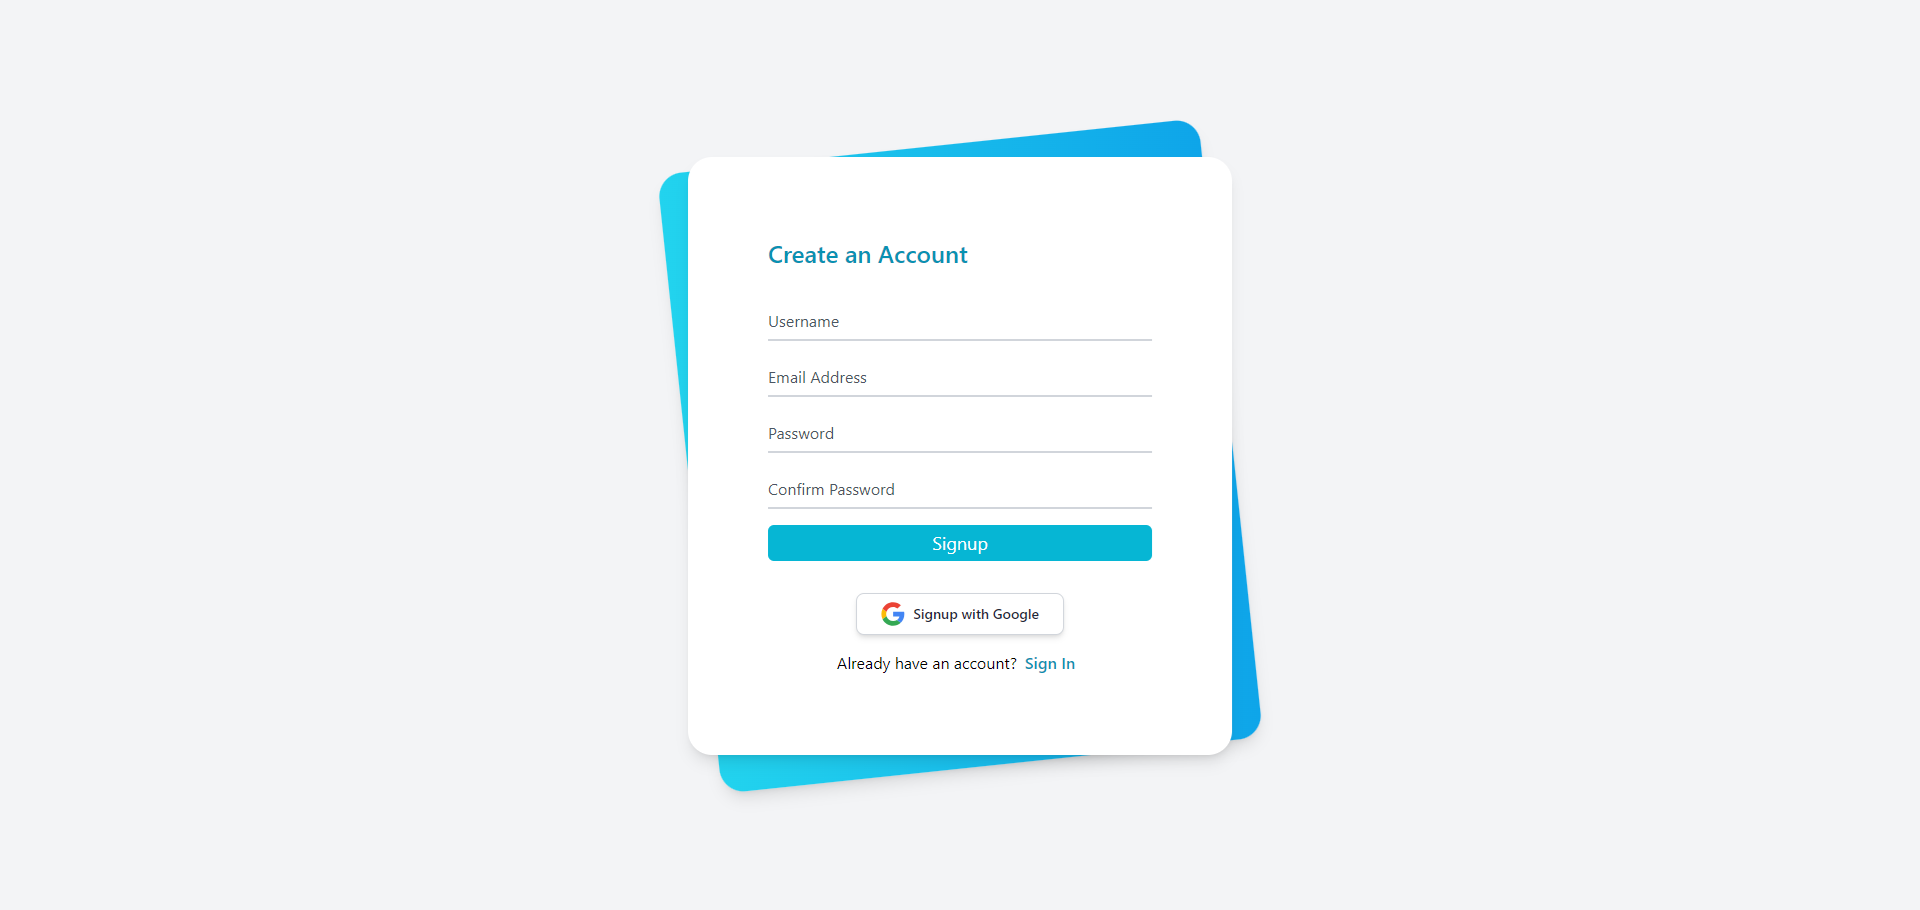 Create an Account
Username
Email Address
Password
Confirm Password
Signup
Signup with Google
Already have an account? Sign In